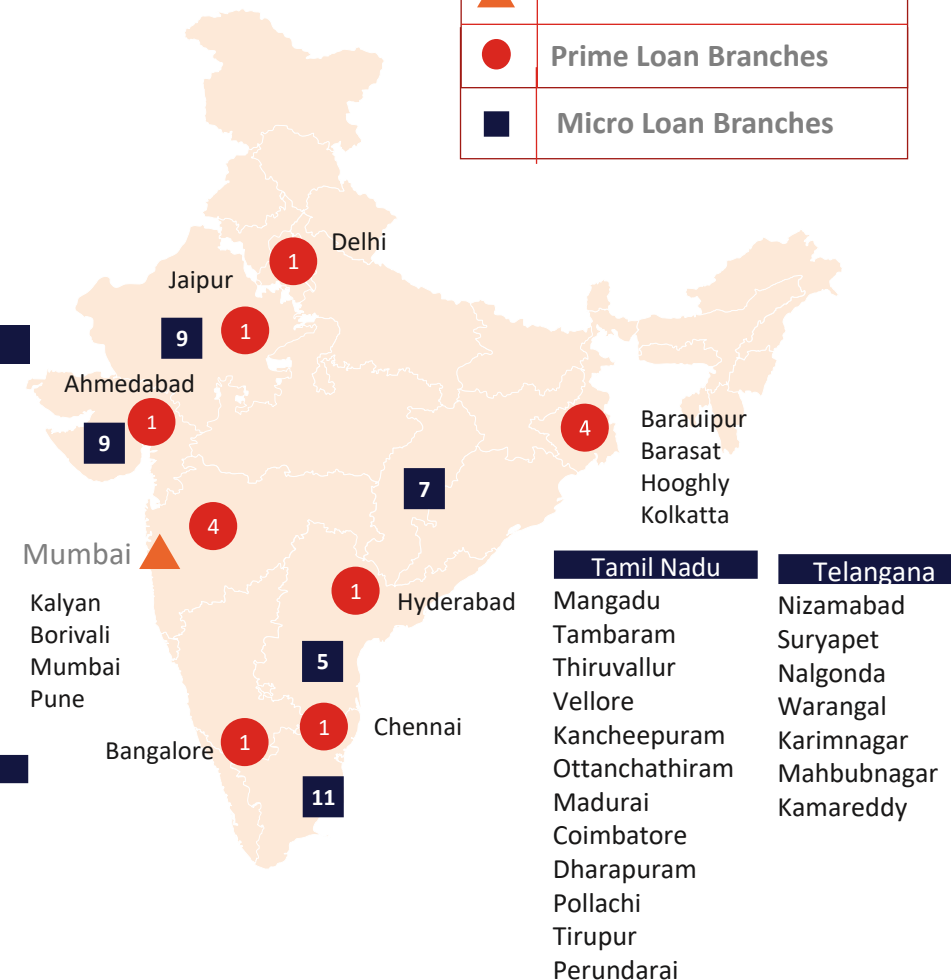 Prime Loan Branches
Micro Loan Branches
Delhi
1
Jaipur
9
1
Ahmedabad
1
9
4
Barauipur
Barasat
Hooghly
Kolkatta
7
4
Mumbai
Kalyan
Borivali
Mumbai
Pune
1
Hyderabad
5
1
Chennai
Bangalore
1
11
Tamil Nadu
Mangadu
Tambaram
Thiruvallur
Vellore
Kancheepuram
Ottanchathiram
Madurai
Coimbatore
Dharapuram
Pollachi
Tirupur
Perundarai
Telangana
Nizamabad
Suryapet
Nalgonda
Warangal
Karimnagar
Mahbubnagar
Kamareddy